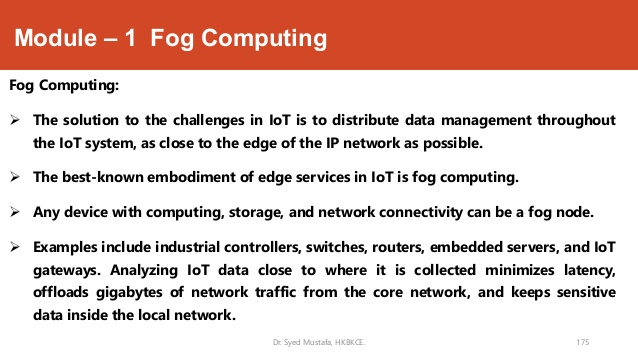 Module – 1  Fog Computing
Fog Computing:
➢ The solution to the challenges in IoT is to distribute data management throughout
the IoT system, as close to the edge of the IP network as possible.
➢ The best-known embodiment of edge services in IoT is fog computing.
➢ Any device with computing, storage, and network connectivity can be a fog node.
➢ Examples include industrial controllers, switches, routers, embedded servers, and IoT
gateways. Analyzing IoT data close to where it is collected minimizes latency,
offloads gigabytes of network traffic from the core network, and keeps sensitive
data inside the local network.
Dr. Syed Mustafa, HKBKCE. 175